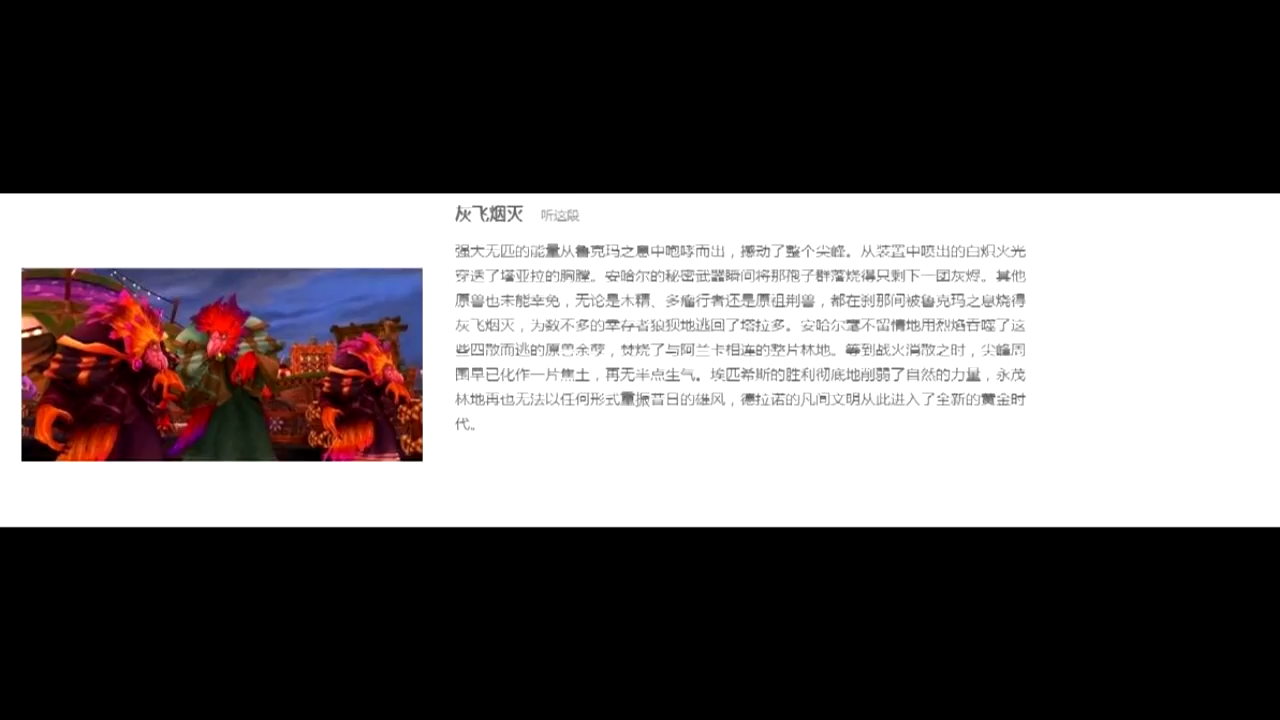 灰飞烟灭 听这段
强大无匹的能量从鲁克玛之息中咆哮而出，撼动了整个尖峰。从装置中喷出的白炽火光
穿透了塔亚拉的胸膛。安哈尔的秘密武器瞬间将那孢子群落烧得只剩下一团灰烬。其他
原兽也未能幸免，无论是木精、多瘤行者还是原祖荆兽，都在刹那间被鲁克玛之息烧得
灰飞烟灭，为数不多的幸存者狼狈地逃回了塔拉多。安哈尔毫不留情地用烈焰吞噬了这
些四散而逃的原兽余孽，焚烧了与阿兰卡相连的整片林地。等到战火消散之时，尖峰周
围早已化作一片焦土，再无半点生气。埃匹希斯的胜利彻底地削弱了自然的力量，永茂
林地再也无法以任何形式重振昔日的雄风，德拉诺的凡间文明从此进入了全新的黄金时
代。